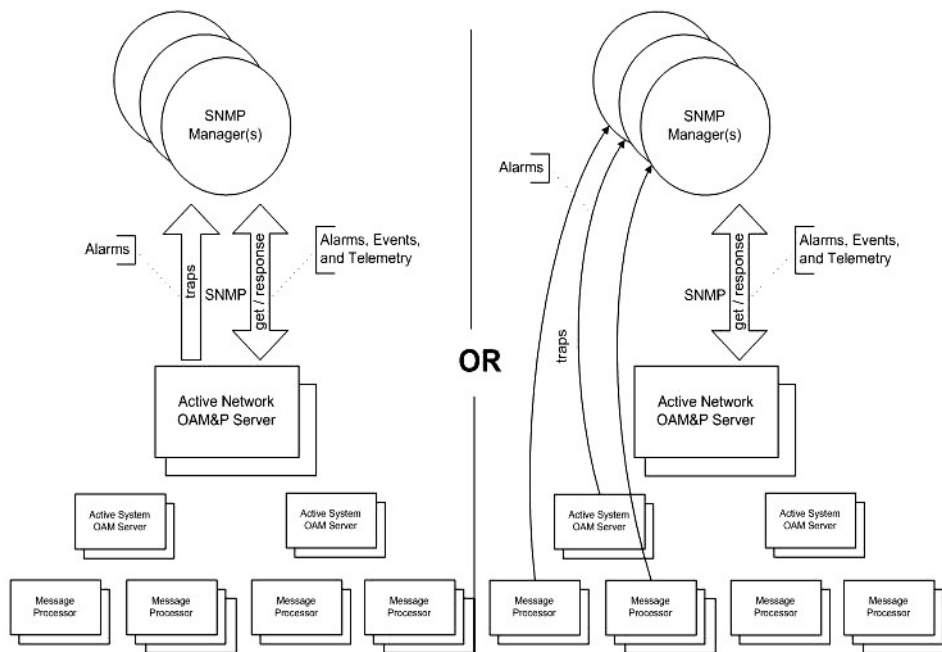 SNMP
Manager(s)
Alarms
traps
SNMP
get / response
Alarms, Events,
and Telemetry
Active Network
OAM&P Server
Active System
OAM Server
Active System
OAM Server
Message
Processor
Message
Processor
Message
Processor
Message
Processor
OR
SNMP
Manager(s)
Alarms
traps
SNMP
get / response
Alarms, Events,
and Telemetry
Active Network
OAM&P Server
Active System
OAM Server
Active System
OAM Server
Message
Processor
Message
Processor
Message
Processor
Message
Processor